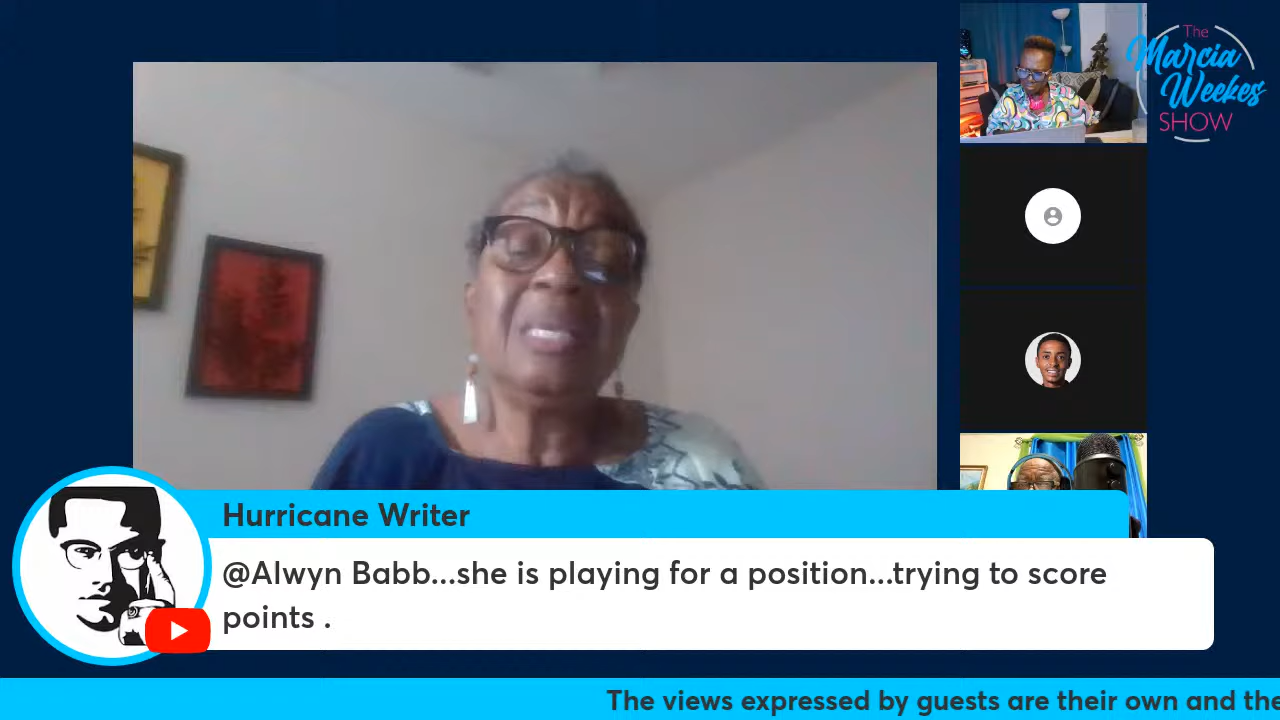 The
Marcia
Weekes
SHOW
Hurricane Writer
@Alwyn Babb...she is playing for a position...trying to score
points .
The views expressed by guests are their own and the